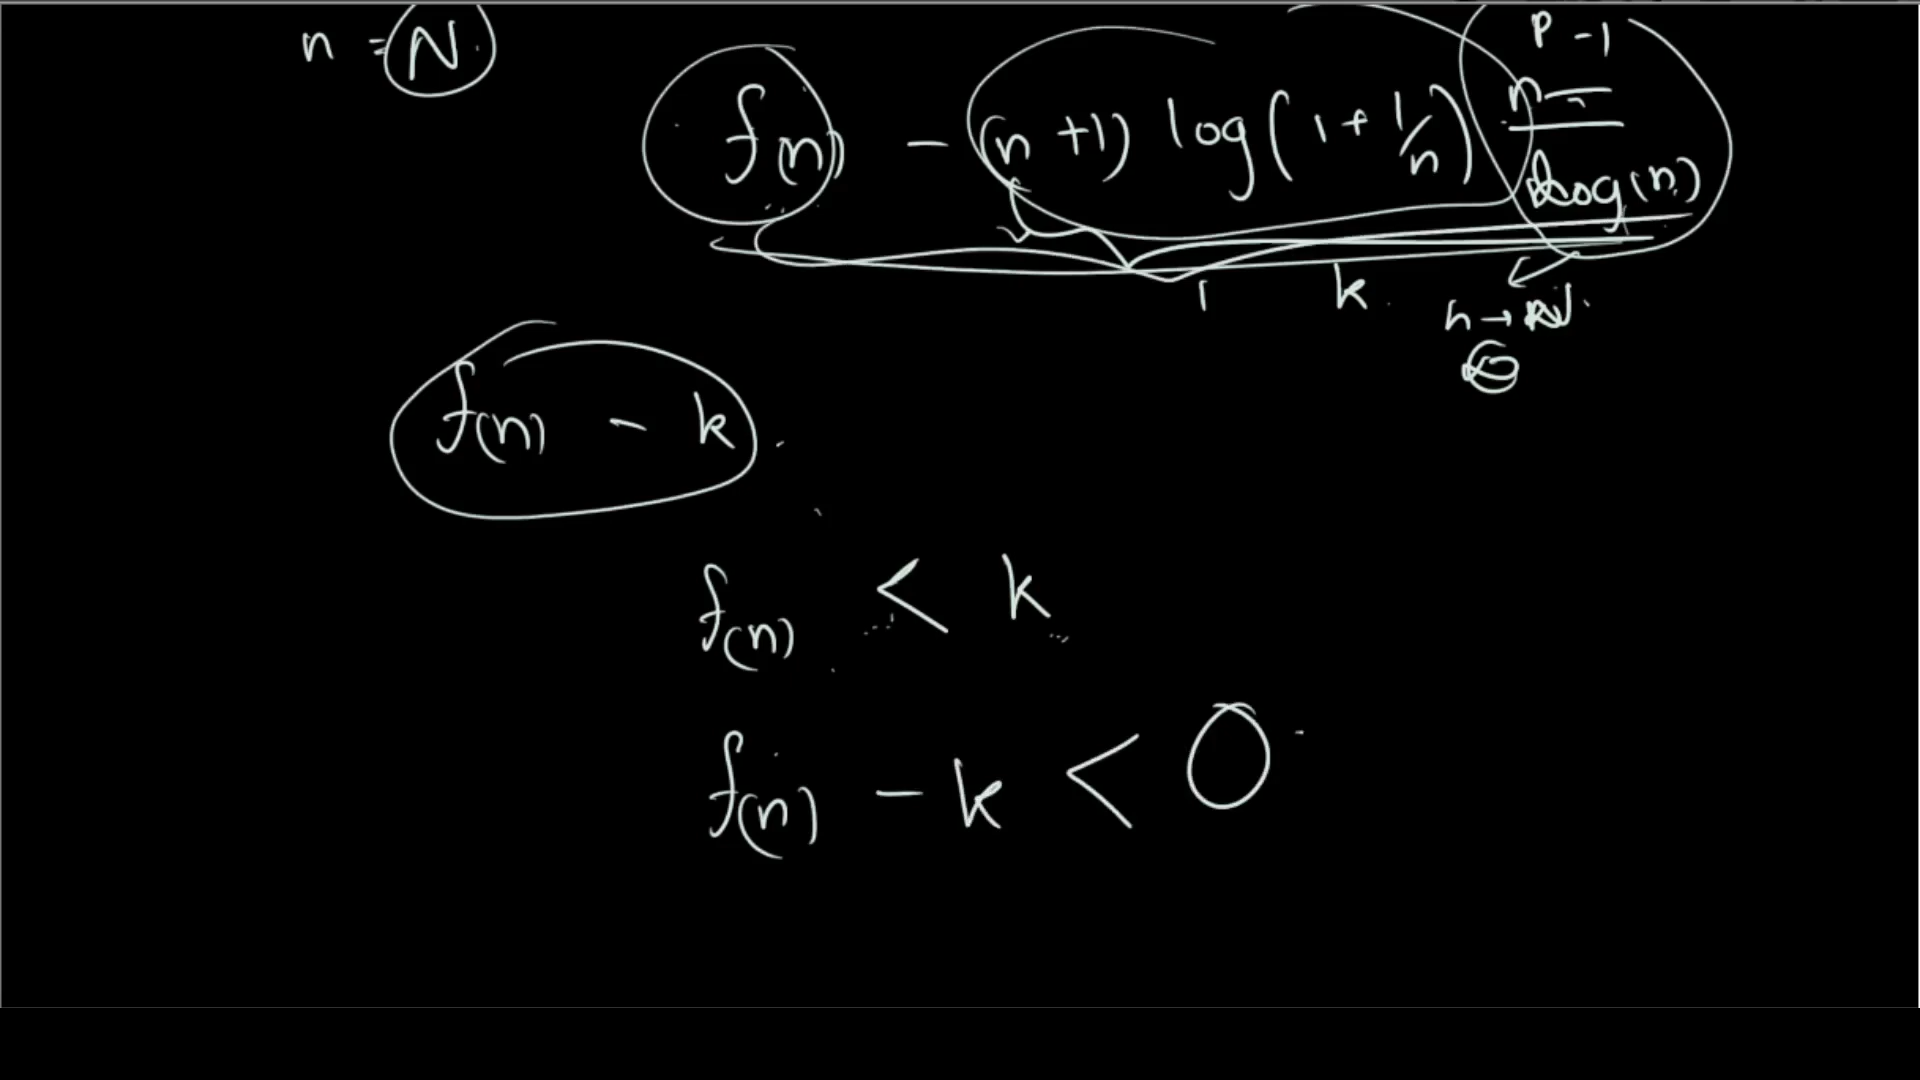 n = N
p - 1
f(n) - (n + 1) log(1 + 1/n) n
log(n)
1 k
n →
f(n) - k
f(n) < k
f(n) - k < 0